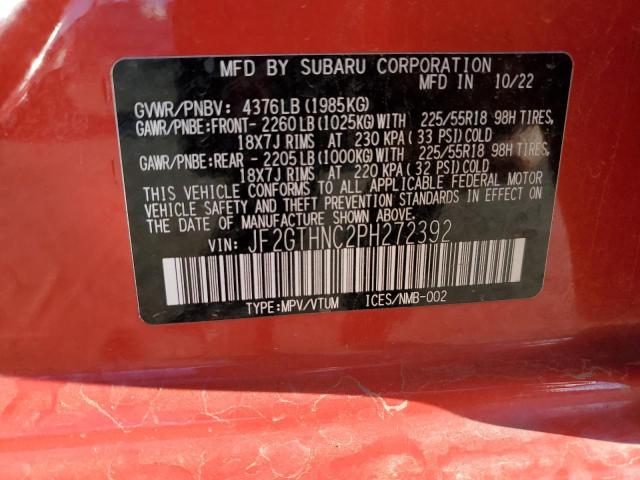 MFD BY SUBARU CORPORATION
MFD IN 10/22
GVWR/PNBV: 4376LB (1985KG)
GAWR/PNBE:FRONT- 2260LB(1025KG)WITH 225/55R18 98H TIRES,
18X7J RIMS AT 230 KPA (33 PSI)COLD
GAWR/PNBE:REAR - 2205LB(1000KG)WITH 225/55R18 98H TIRES,
18X7J RIMS AT 220 KPA (32 PSI)COLD
THIS VEHICLE CONFORMS TO ALL APPLICABLE FEDERAL MOTOR
VEHICLE SAFETY AND THEFT PREVENTION STANDARDS IN EFFECT ON
THE DATE OF MANUFACTURE SHOWN ABOVE.
VIN: JF2GTHNC2PH272392
TYPE:MPV/VTUM ICES/NMB-002